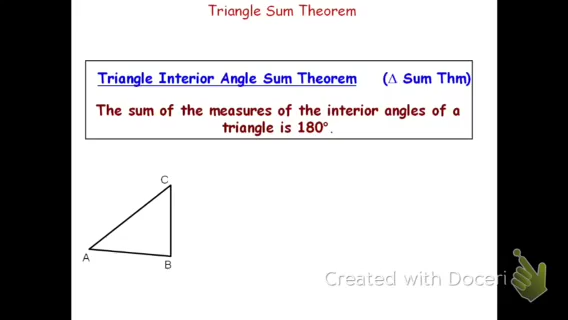 Triangle Sum Theorem
Triangle Interior Angle Sum Theorem (Δ Sum Thm)
The sum of the measures of the interior angles of a
triangle is 180°.
C
A
B
Created with Doceri